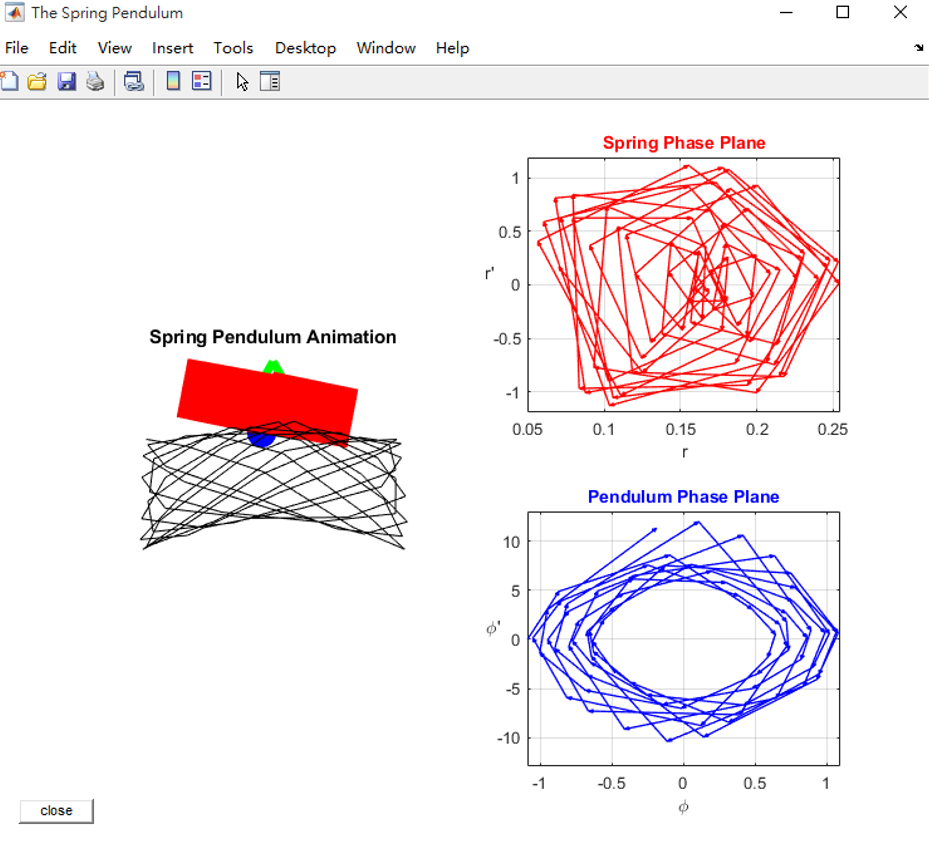 The Spring Pendulum
File Edit View Insert Tools Desktop Window Help
Spring Pendulum Animation
Spring Phase Plane
1
0.5
0
-0.5
-1
r'
0.05 0.1 0.15 0.2 0.25
r
Pendulum Phase Plane
10
5
0
-5
-10
ϕ'
-1 -0.5 0 0.5 1
ϕ
close